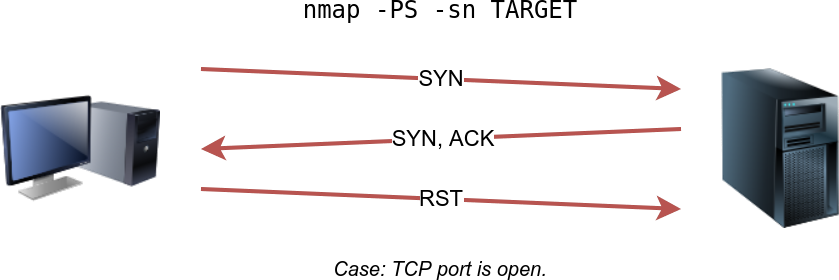 nmap -PS -sn TARGET
SYN
SYN, ACK
RST
Case: TCP port is open.